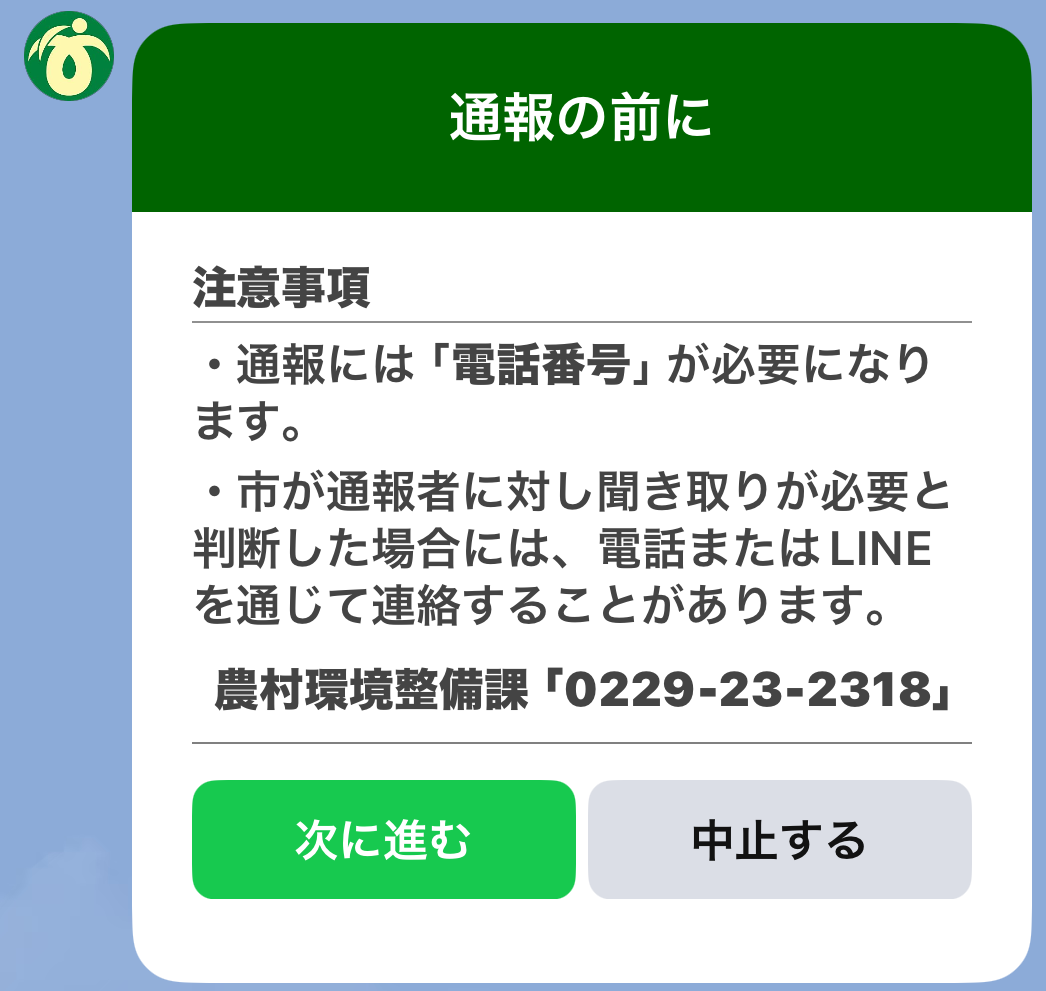 通報の前に
注意事項
・通報には「電話番号」が必要になり
ます。
・市が通報者に対し聞き取りが必要と
判断した場合には、電話またはLINE
を通じて連絡することがあります。
農村環境整備課「0229-23-2318」
次に進む
中止する